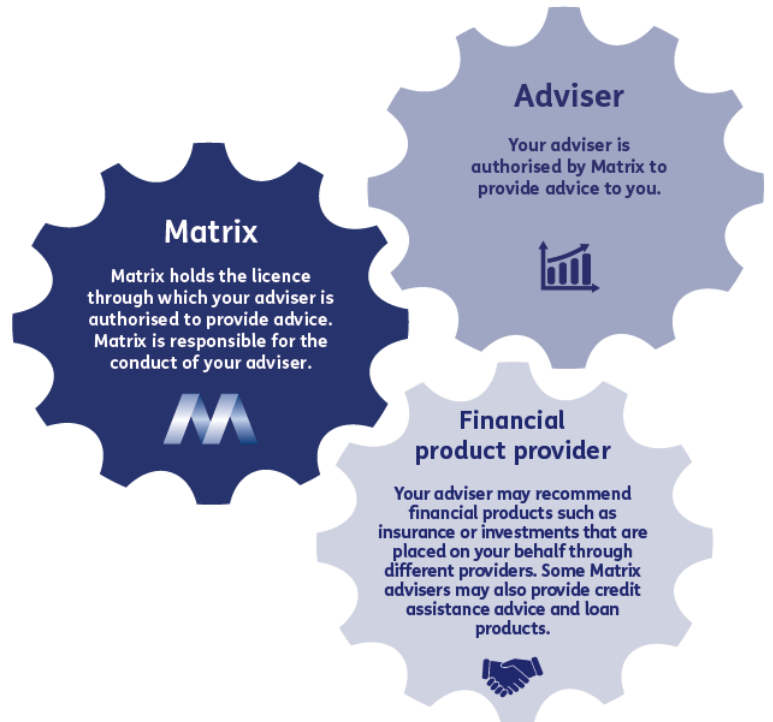 Adviser
Your adviser is
authorised by Matrix to
provide advice to you.
Matrix
Matrix holds the licence
through which your adviser is
authorised to provide advice.
Matrix is responsible for the
conduct of your adviser.
Financial
product provider
Your adviser may recommend
financial products such as
insurance or investments that are
placed on your behalf through
different providers. Some Matrix
advisers may also provide credit
assistance advice and loan
products.